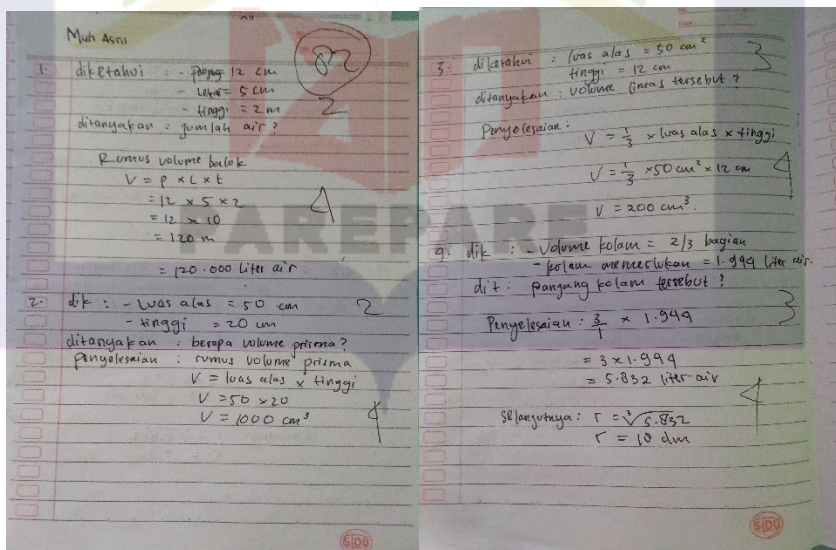 Muh Asni
82
1. diketahui : - panjang 12 cm
- lebar = 5 cm
- tinggi = 2 m
2
ditanyakan : jumlah air ?
Rumus volume balok
V = p x L x t
= 12 x 5 x 2
= 12 x 10
4
= 120 m
= 120.000 Liter air.
2. dik : - Luas alas = 50 cm
2
- tinggi = 20 cm
ditanyakan : berapa volume prisma?
penyelesaian : rumus volume prisma
V = luas alas x tinggi
V = 50 x 20
V = 1000 cm³
4
SIDU
3. diketahui : luas alas = 50 cm²
3
tinggi = 12 cm
ditanyakan : volume limas tersebut ?
Penyelesaian :
V = 1/3 x luas alas x tinggi
V = 1/3 x 50 cm² x 12 cm
4
V = 200 cm³.
dik : - Volume kolam = 2/3 bagian
- kolam memerlukan = 1.944 liter air.
dit : panjang kolam tersebut ?
3
Penyelesaian : 3/1 x 1.944
= 3 x 1.944
= 5.832 liter air
4
Selanjutnya : r = ³√5.832
r = 18 dm
SIDU
PAREPARE